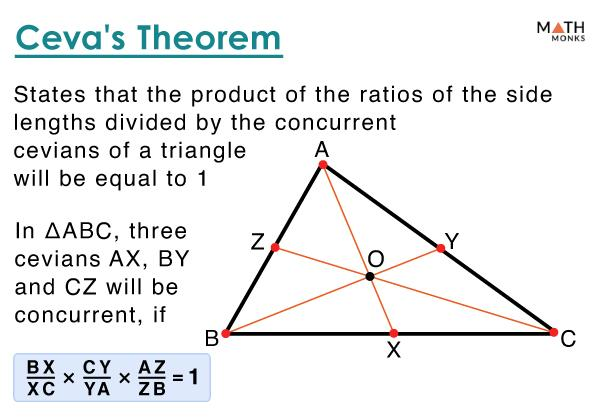 Ceva's Theorem
MATH
MONKS
States that the product of the ratios of the side
lengths divided by the concurrent
cevians of a triangle
will be equal to 1
A
In ΔABC, three
cevians AX, BY
and CZ will be
concurrent, if
Z
Y
O
B
C
X
BX/XC × CY/YA × AZ/ZB = 1